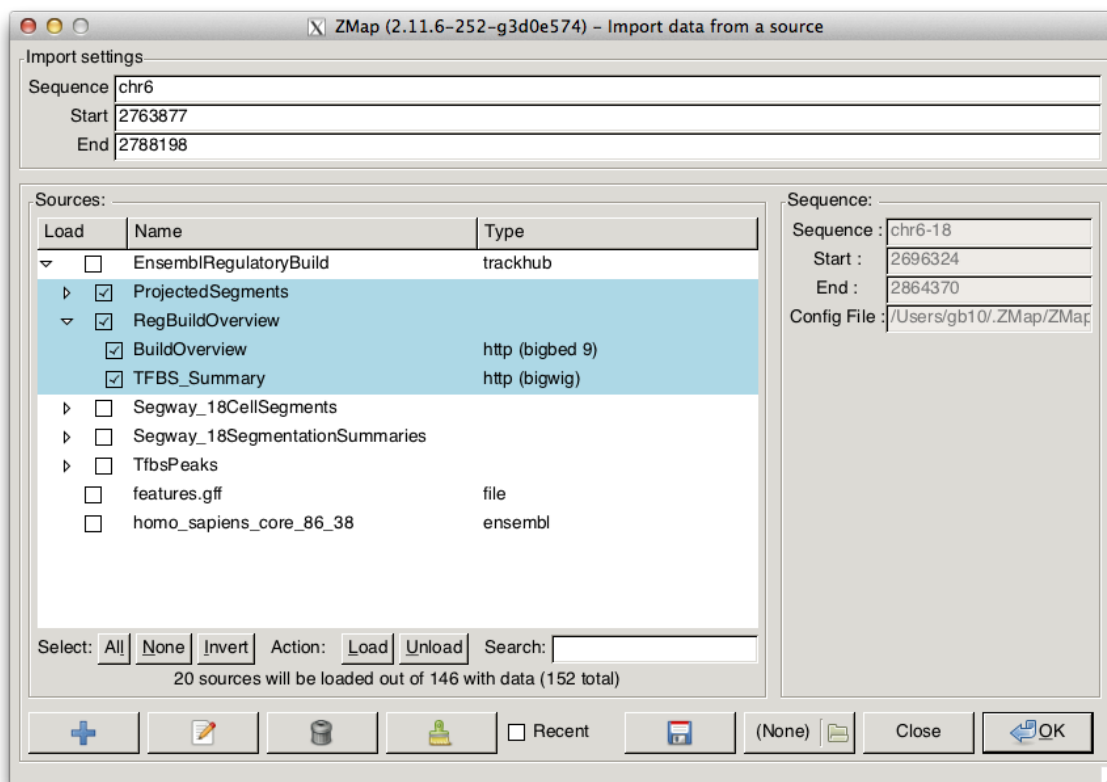 ZMap (2.11.6-252-g3d0e574) – Import data from a source
Import settings
Sequence chr6
Start 2763877
End 2788198
Sources:
Load Name Type
EnsemblRegulatoryBuild trackhub
ProjectedSegments
RegBuildOverview
BuildOverview http (bigbed 9)
TFBS_Summary http (bigwig)
Segway_18CellSegments
Segway_18SegmentationSummaries
TfbsPeaks
features.gff file
homo_sapiens_core_86_38 ensembl
Select: All None Invert Action: Load Unload Search:
20 sources will be loaded out of 146 with data (152 total)
Sequence:
Sequence : chr6-18
Start : 2696324
End : 2864370
Config File : /Users/gb10/.ZMap/ZMap
Recent (None) Close OK